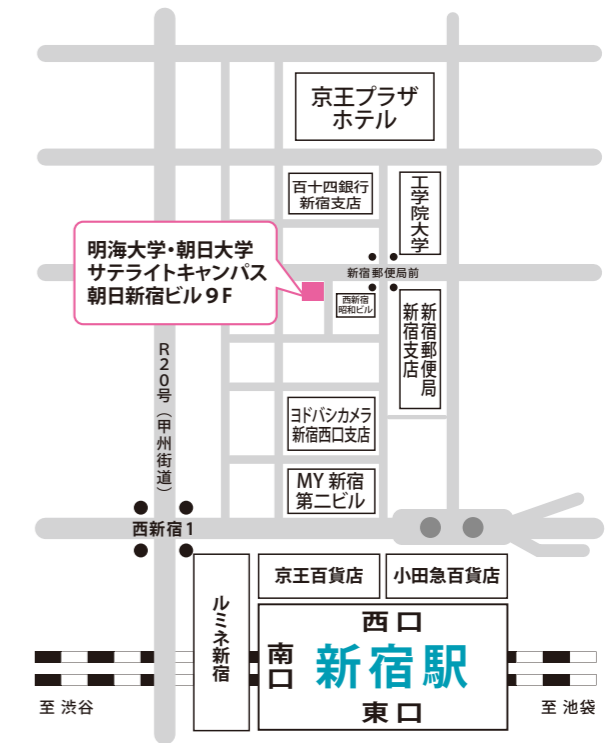 京王プラザ
ホテル
百十四銀行
新宿支店
工学院大学
明海大学・朝日大学
サテライトキャンパス
朝日新宿ビル9F
新宿郵便局前
西新宿
昭和ビル
新宿郵便局
新宿支店
R20号(甲州街道)
ヨドバシカメラ
新宿西口支店
MY新宿
第二ビル
西新宿1
京王百貨店
小田急百貨店
ルミネ新宿
西口
南口
新宿駅
東口
至 渋谷
至 池袋